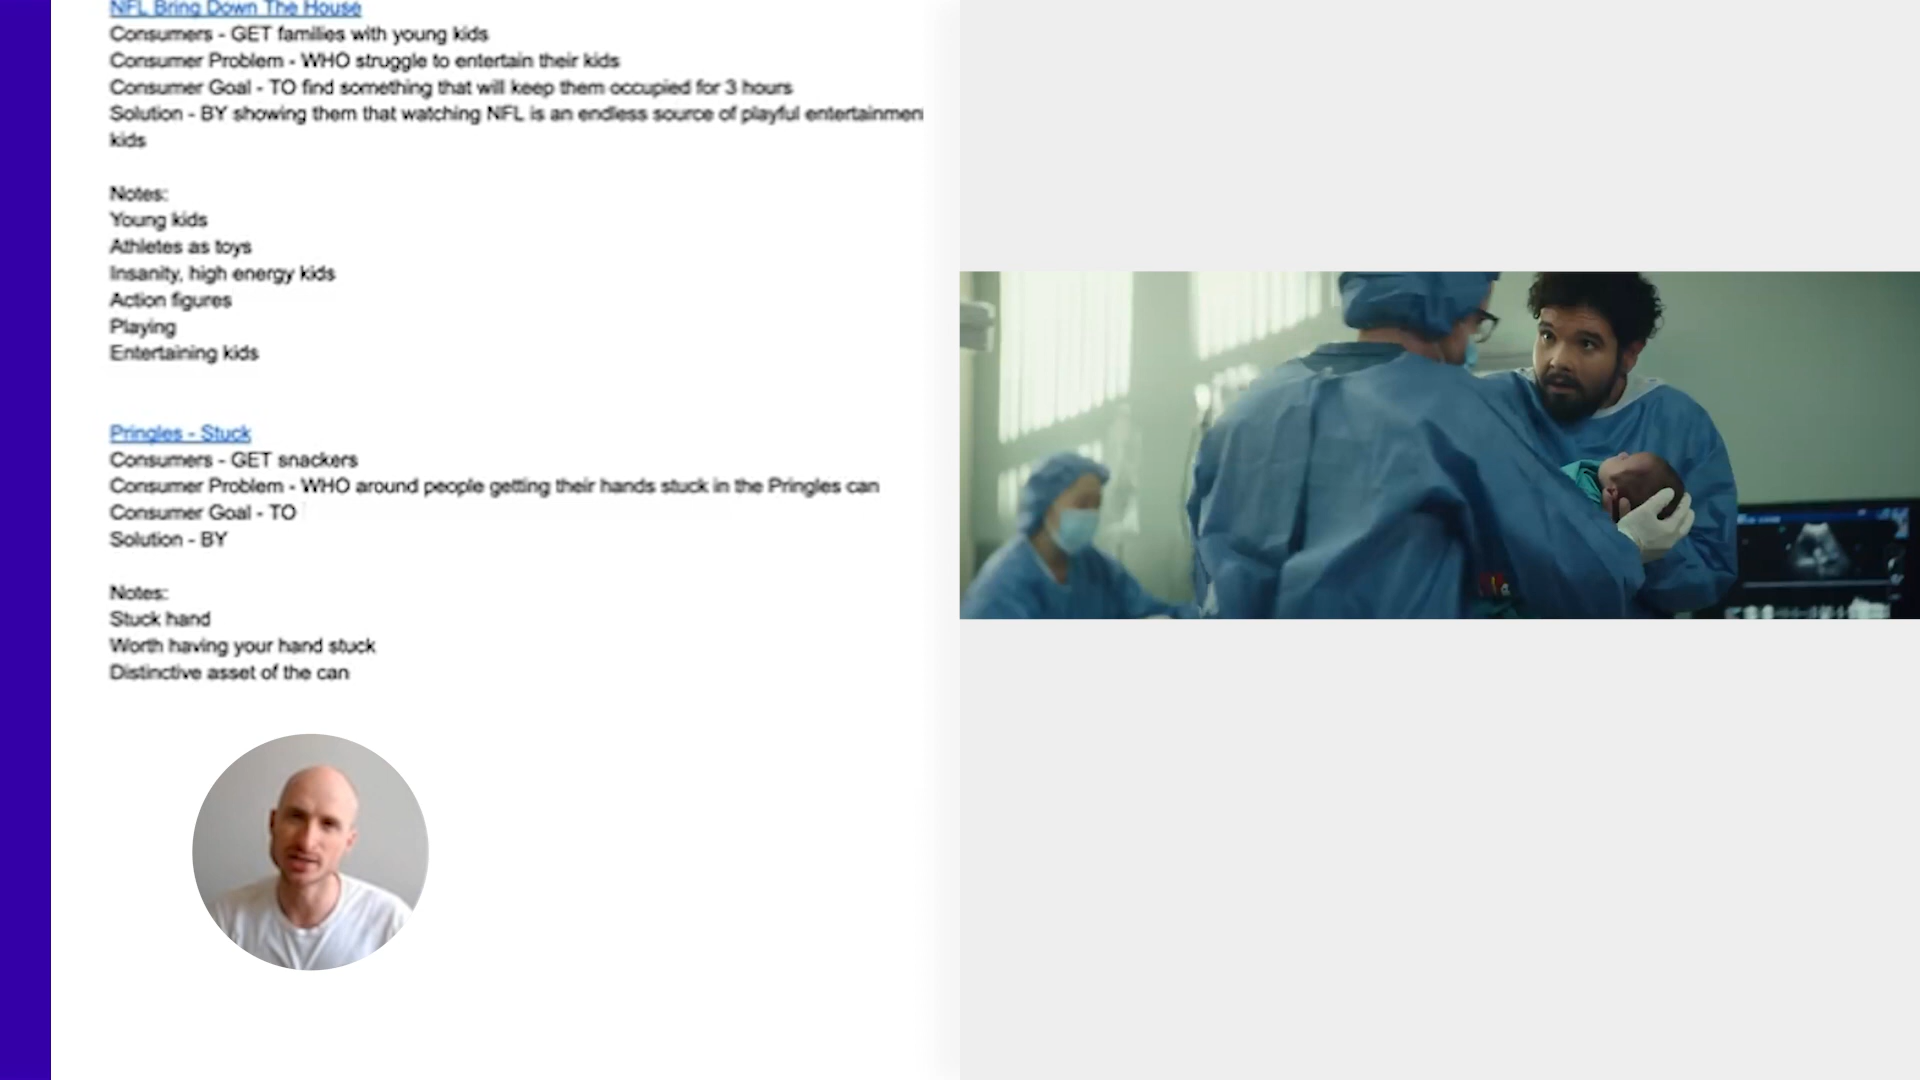 NFL Bring Down The House
Consumers - GET families with young kids
Consumer Problem - WHO struggle to entertain their kids
Consumer Goal - TO find something that will keep them occupied for 3 hours
Solution - BY showing them that watching NFL is an endless source of playful entertainmen
kids
Notes:
Young kids
Athletes as toys
Insanity, high energy kids
Action figures
Playing
Entertaining kids
Pringles - Stuck
Consumers - GET snackers
Consumer Problem - WHO around people getting their hands stuck in the Pringles can
Consumer Goal - TO
Solution - BY
Notes:
Stuck hand
Worth having your hand stuck
Distinctive asset of the can